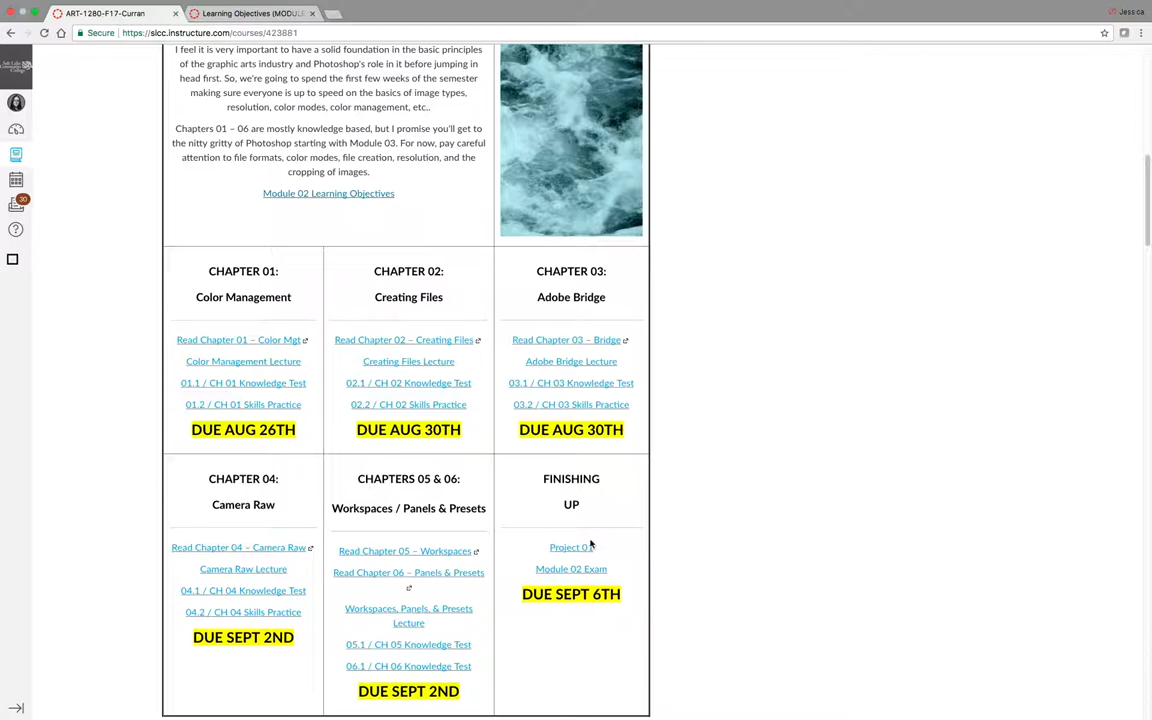 ART-1280-F17-Curran
Learning Objectives (MODULE
Jessica
Secure
https://slcc.instructure.com/courses/423881
Salt Lake
Community
College
30
I feel it is very important to have a solid foundation in the basic principles
of the graphic arts industry and Photoshop's role in it before jumping in
head first. So, we're going to spend the first few weeks of the semester
making sure everyone is up to speed on the basics of image types,
resolution, color modes, color management, etc..
Chapters 01 – 06 are mostly knowledge based, but I promise you'll get to
the nitty gritty of Photoshop starting with Module 03. For now, pay careful
attention to file formats, color modes, file creation, resolution, and the
cropping of images.
Module 02 Learning Objectives
CHAPTER 01:
Color Management
Read Chapter 01 – Color Mgt
Color Management Lecture
01.1 / CH 01 Knowledge Test
01.2 / CH 01 Skills Practice
DUE AUG 26TH
CHAPTER 02:
Creating Files
Read Chapter 02 – Creating Files
Creating Files Lecture
02.1 / CH 02 Knowledge Test
02.2 / CH 02 Skills Practice
DUE AUG 30TH
CHAPTER 03:
Adobe Bridge
Read Chapter 03 – Bridge
Adobe Bridge Lecture
03.1 / CH 03 Knowledge Test
03.2 / CH 03 Skills Practice
DUE AUG 30TH
CHAPTER 04:
Camera Raw
Read Chapter 04 – Camera Raw
Camera Raw Lecture
04.1 / CH 04 Knowledge Test
04.2 / CH 04 Skills Practice
DUE SEPT 2ND
CHAPTERS 05 & 06:
Workspaces / Panels & Presets
Read Chapter 05 – Workspaces
Read Chapter 06 – Panels & Presets
Workspaces, Panels, & Presets
Lecture
05.1 / CH 05 Knowledge Test
06.1 / CH 06 Knowledge Test
DUE SEPT 2ND
FINISHING
UP
Project 01
Module 02 Exam
DUE SEPT 6TH